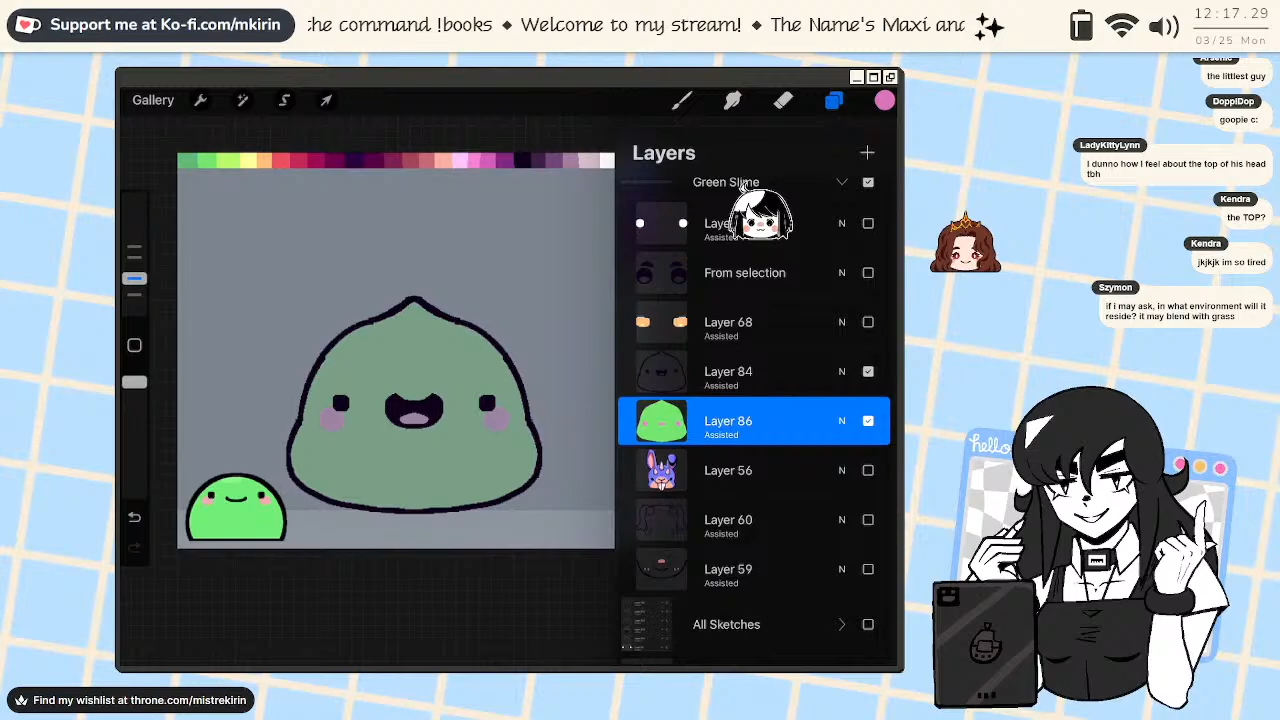 Support me at Ko-fi.com/mkirin
the command !books ◆ Welcome to my stream! ◆ The Name's Maxi and
12:17.29
03/25 Mon
Gallery
Layers
Green Slime
N
From selection
N
Layer 68
Assisted
N
Layer 84
Assisted
N
Layer 86
Assisted
N
Layer 56
N
Layer 60
Assisted
N
Layer 59
Assisted
N
All Sketches
the littlest guy
DoppiDop
goopie c:
LadyKittyLynn
I dunno how I feel about the top of his head
tbh
Kendra
the TOP?
Kendra
jkjkjk im so tired
Szymon
if i may ask, in what environment will it
reside? it may blend with grass
hello
Find my wishlist at throne.com/mistrekirin